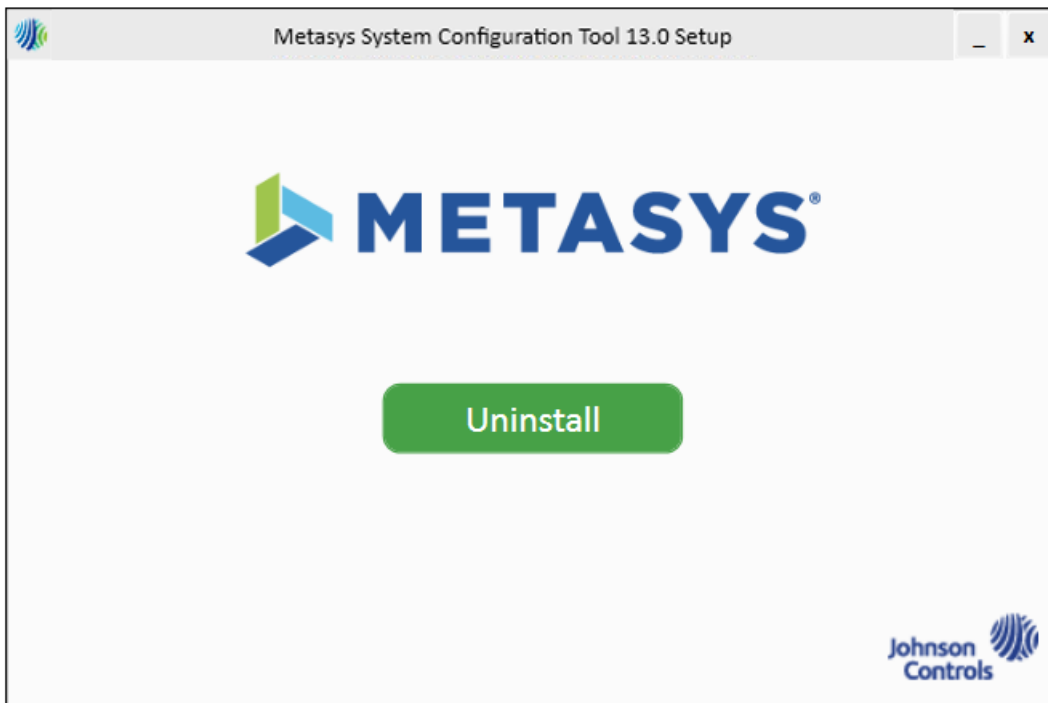 Metasys System Configuration Tool 13.0 Setup
_ x
METASYS®
Uninstall
Johnson
Controls